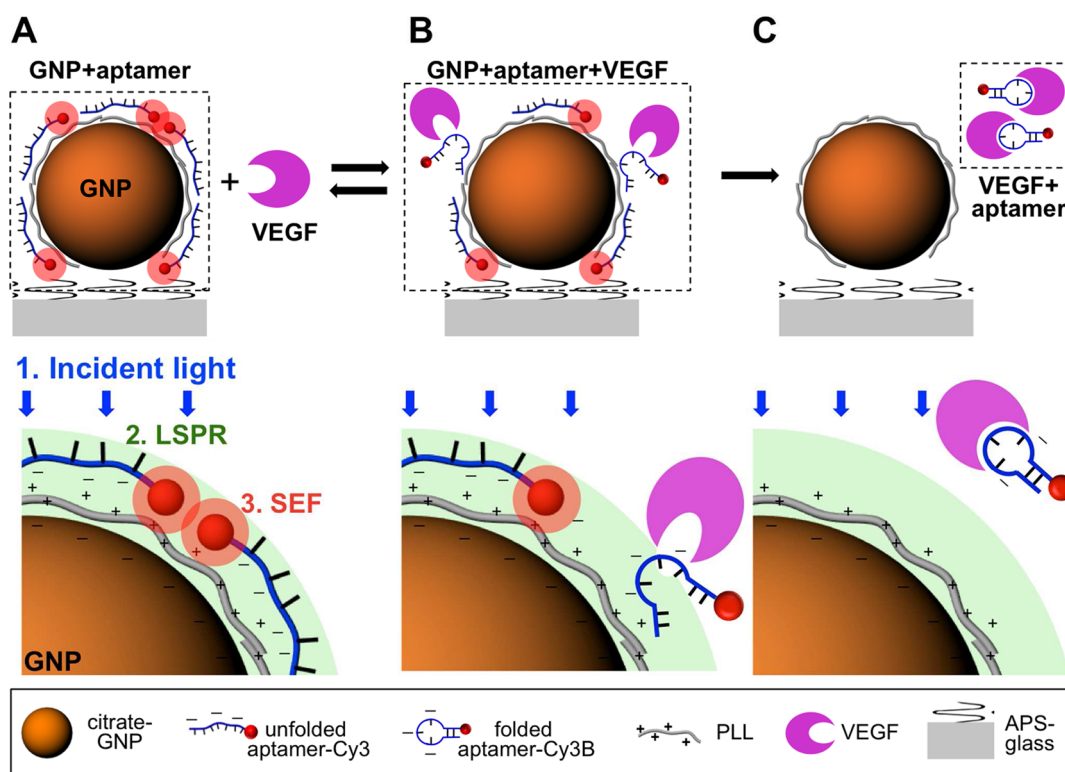 A
B
C
GNP+aptamer
GNP+aptamer+VEGF
GNP
+
VEGF
VEGF+
aptamer
1. Incident light
2. LSPR
3. SEF
GNP
citrate-
GNP
unfolded
aptamer-Cy3
folded
aptamer-Cy3B
PLL
VEGF
APS-
glass